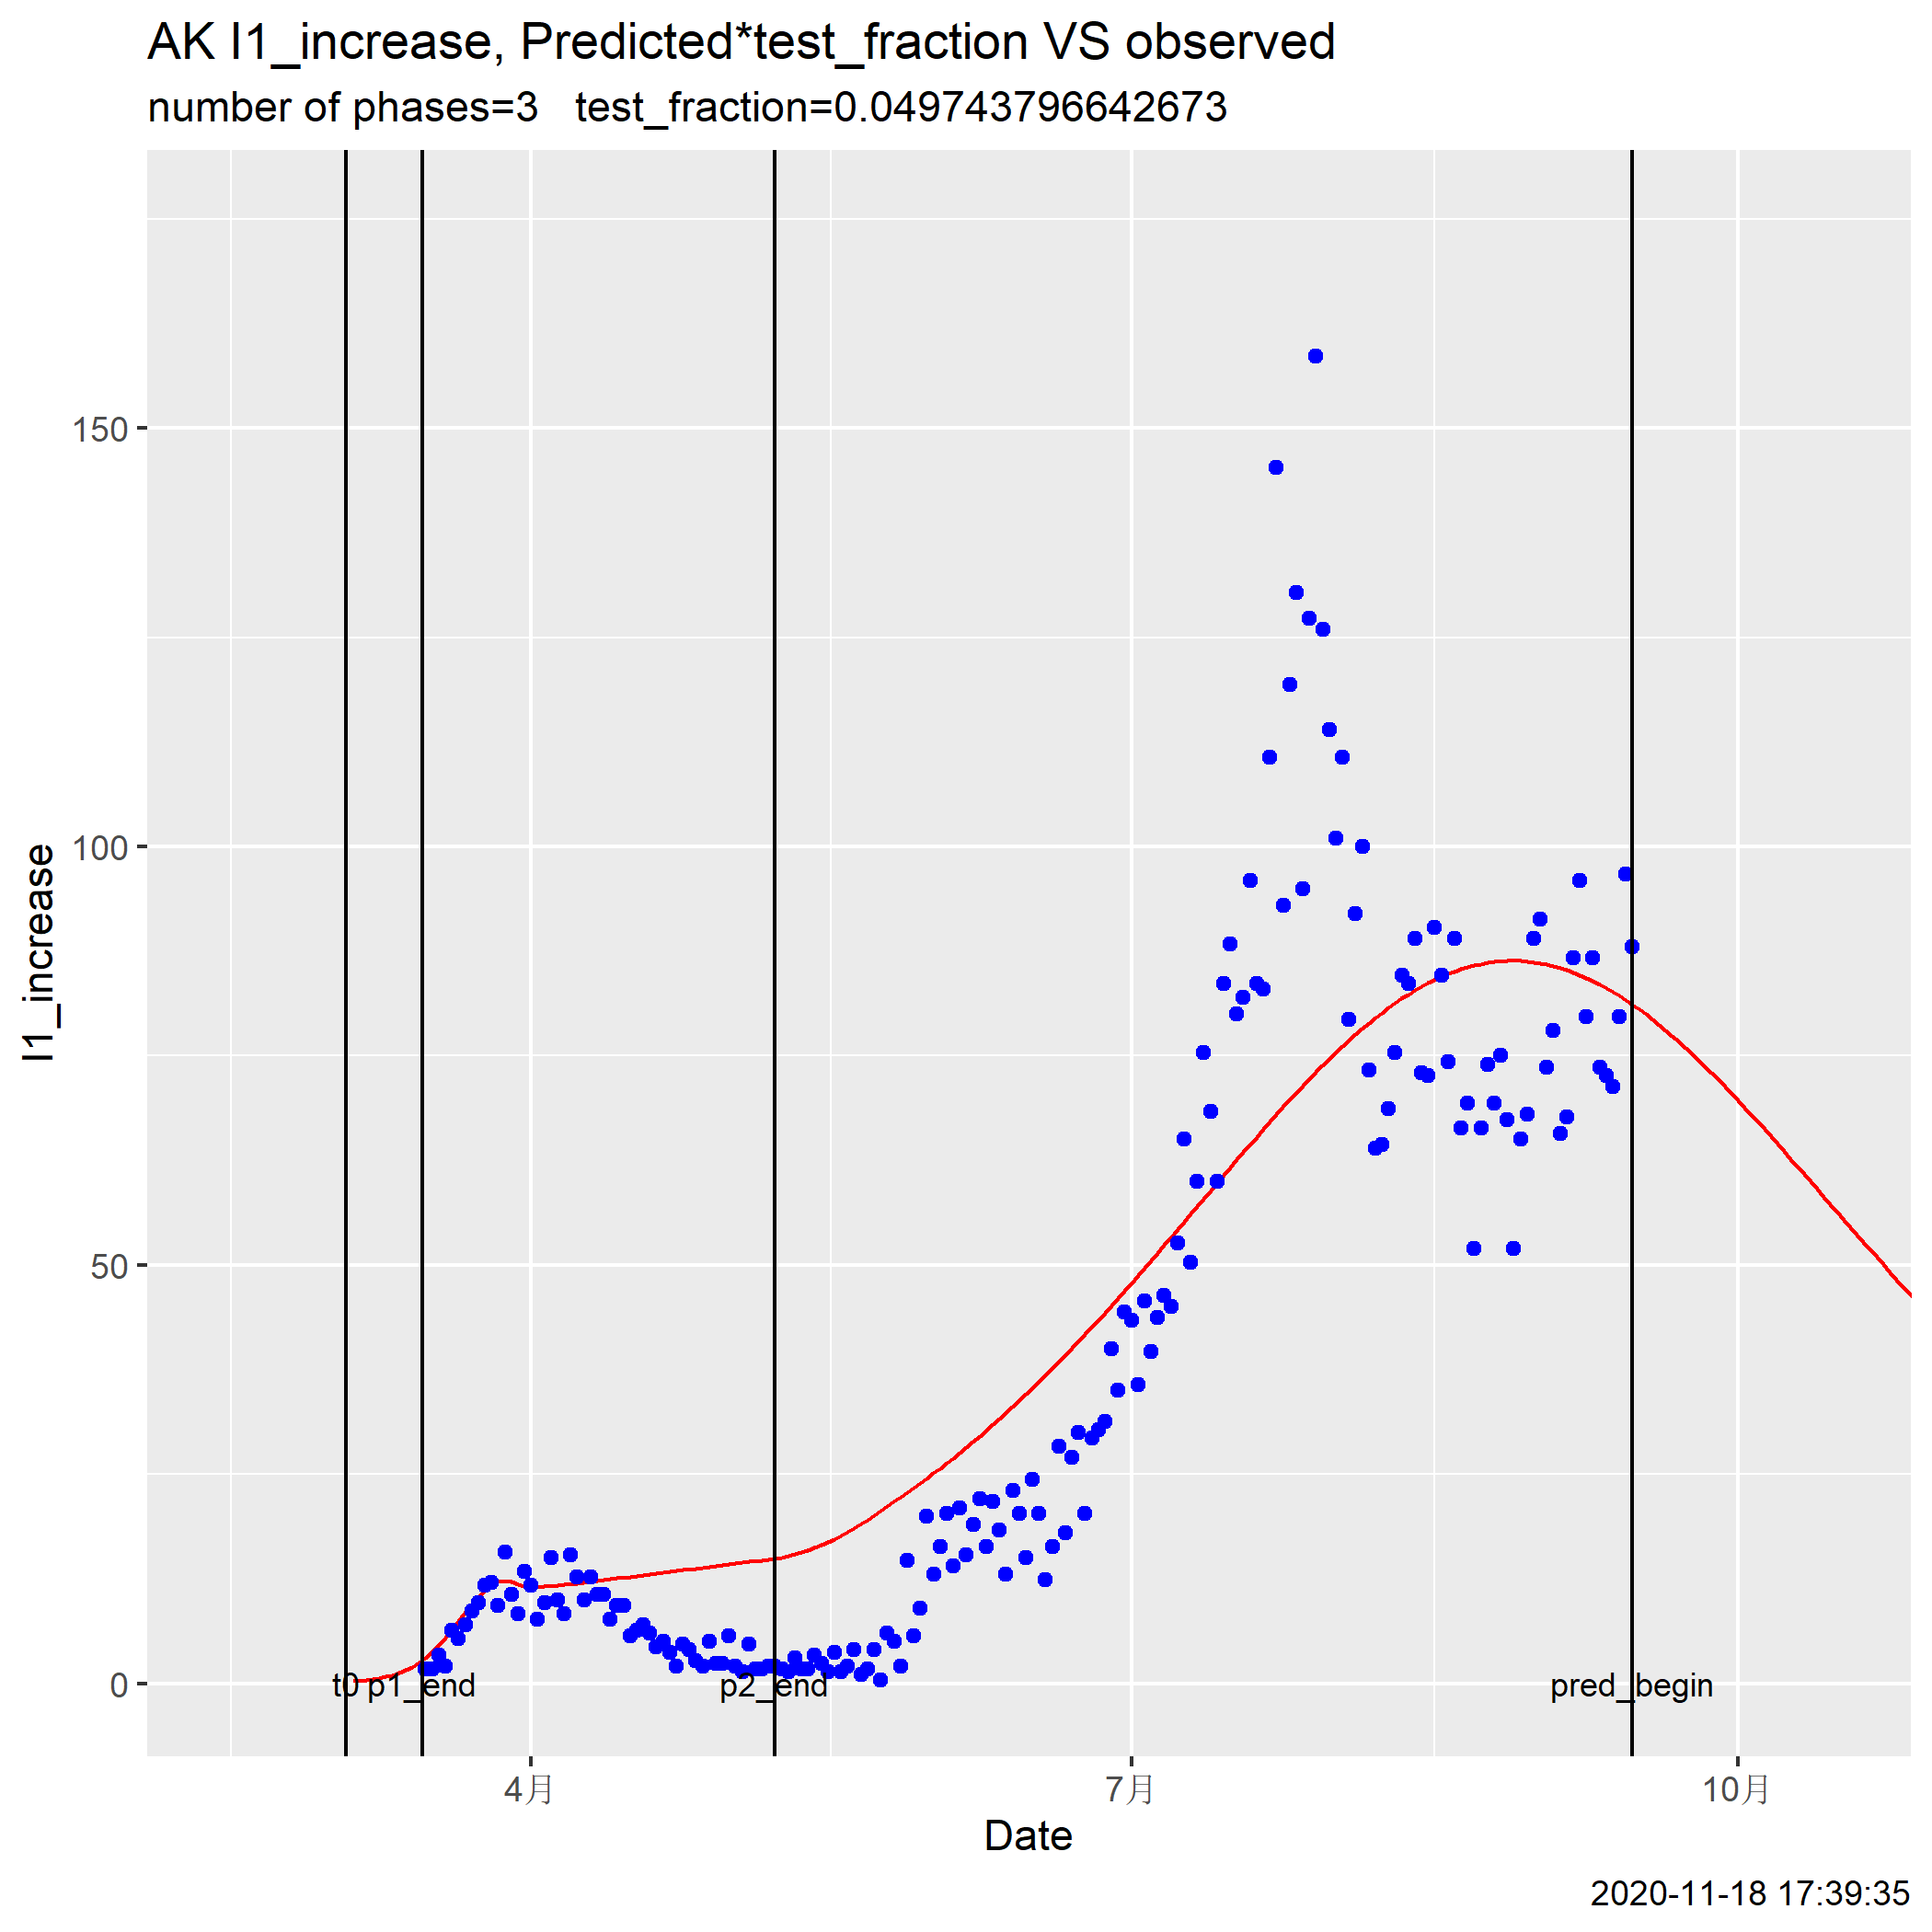 AK I1_increase, Predicted*test_fraction VS observed
number of phases=3   test_fraction=0.049743796642673
150
100
50
0
I1_increase
t0 p1_end
p2_end
pred_begin
4月
7月
10月
Date
2020-11-18 17:39:35